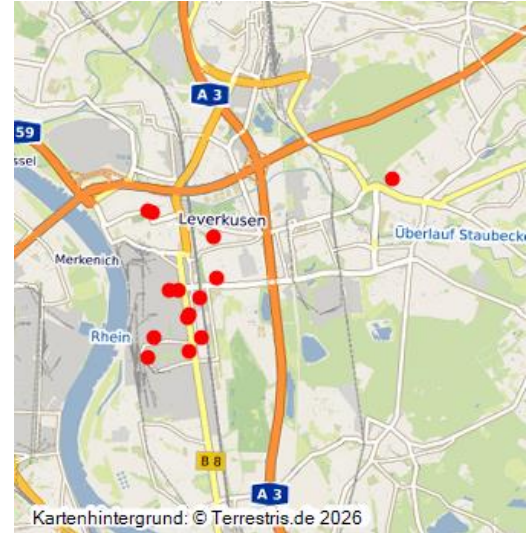 A 3
59
ssel
Leverkusen
Überlauf Staubecke
Merkenich
Rhein
B 8
A 3
Kartenhintergrund: © Terrestris.de 2026